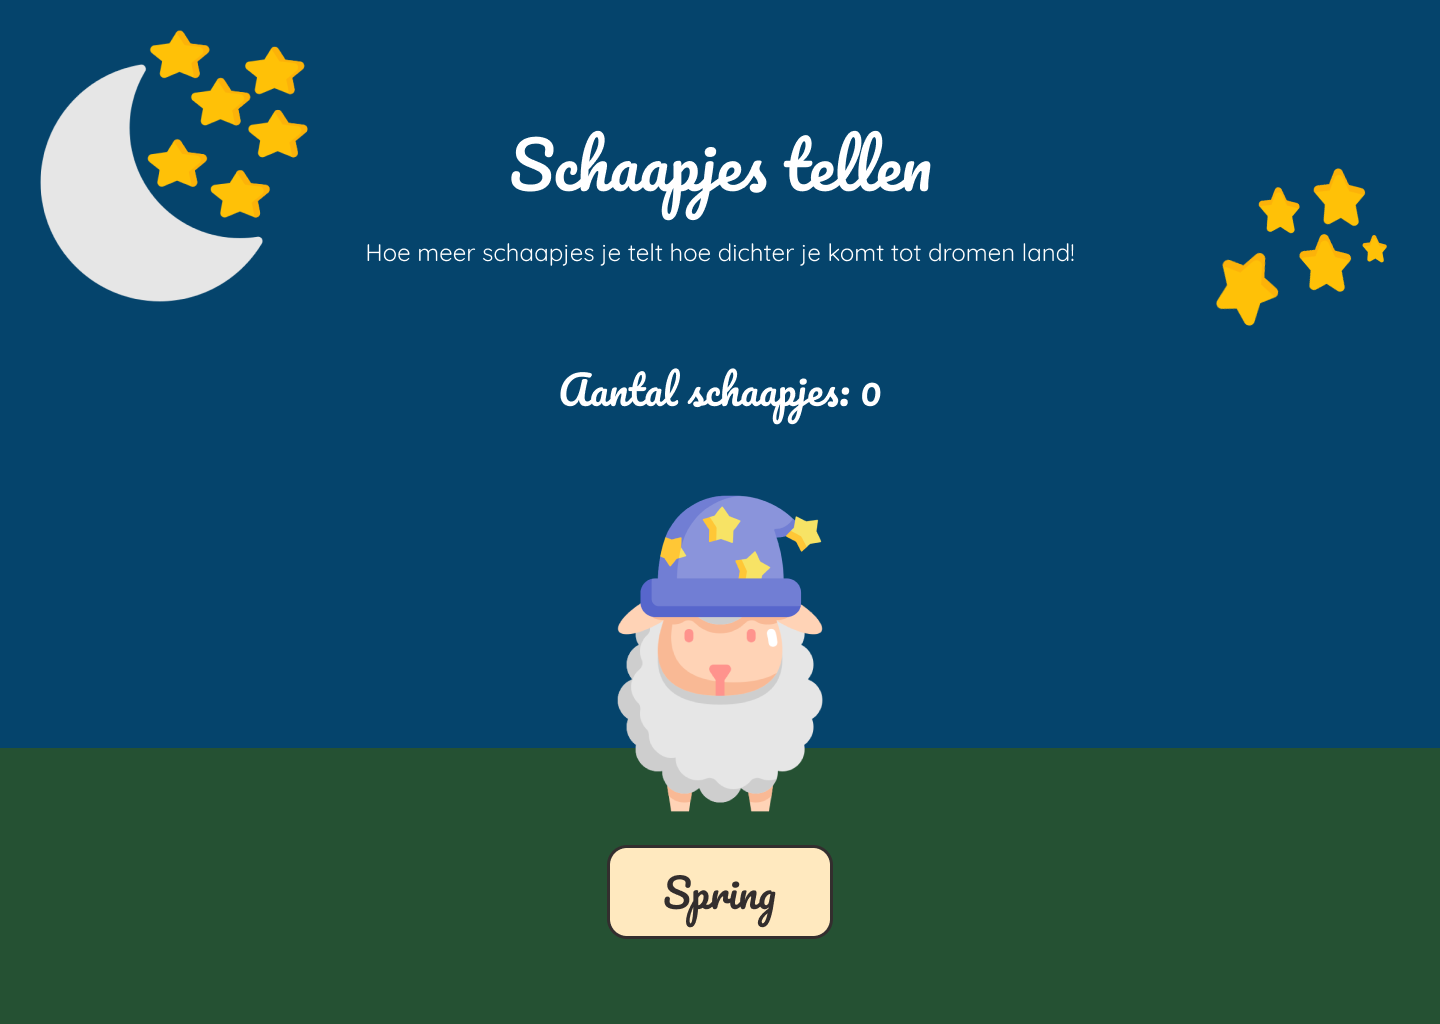 Schaapjes tellen
Hoe meer schaapjes je telt hoe dichter je komt tot dromen land!
Aantal schaapjes: 0
Spring